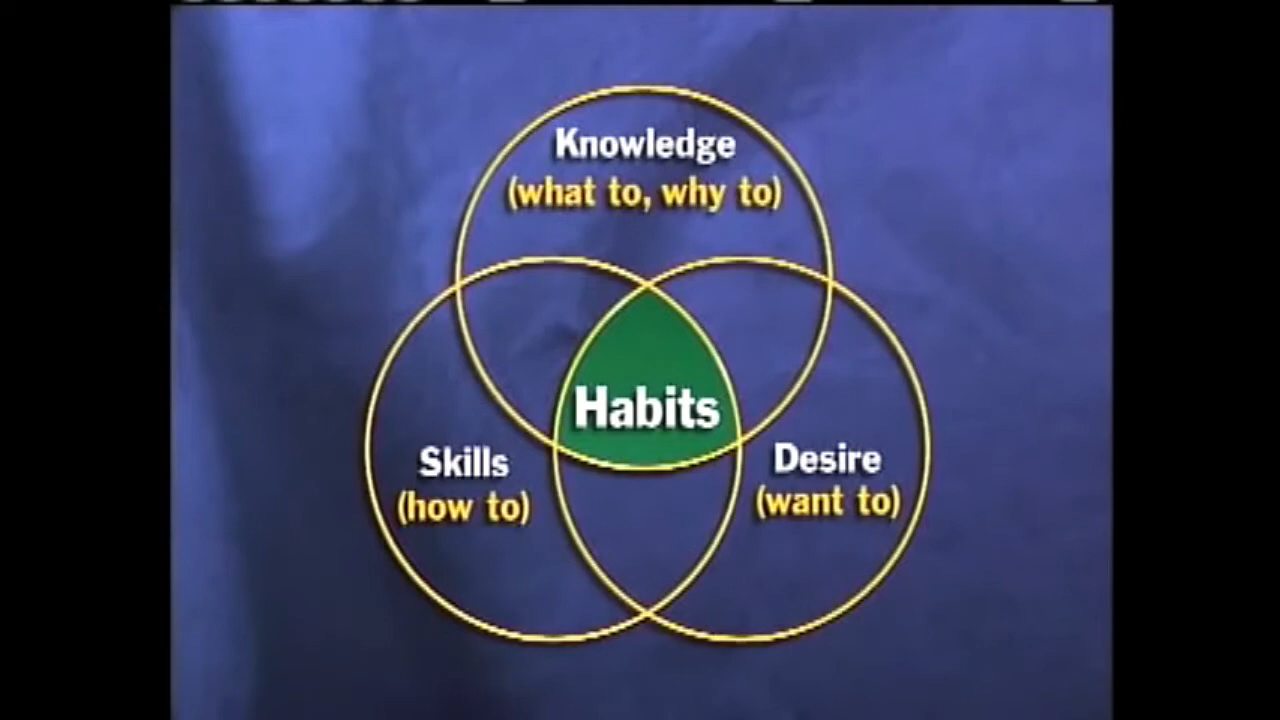 Knowledge
(what to, why to)
Habits
Skills
(how to)
Desire
(want to)